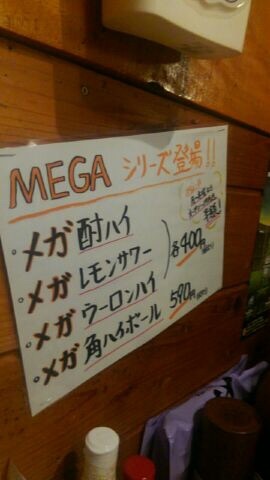 MEGA シリーズ登場!!
・メガ 酎ハイ
・メガ レモンサワー
・メガ ウーロンハイ
各400円
・メガ 角ハイボール 590円